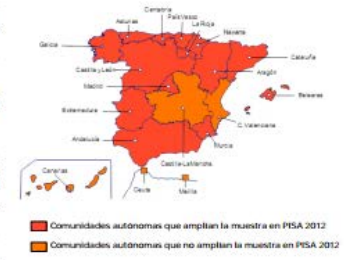 Cantabria
Asturias
País Vasco
La Rioja
Galicia
Navarra
Cataluña
Castilla y León
Aragón
Madrid
Baleares
Extremadura
C. Valenciana
Andalucía
Murcia
Canarias
Castilla-La Mancha
Ceuta
Melilla
Comunidades autónomas que amplían la muestra en PISA 2012
Comunidades autónomas que no amplían la muestra en PISA 2012